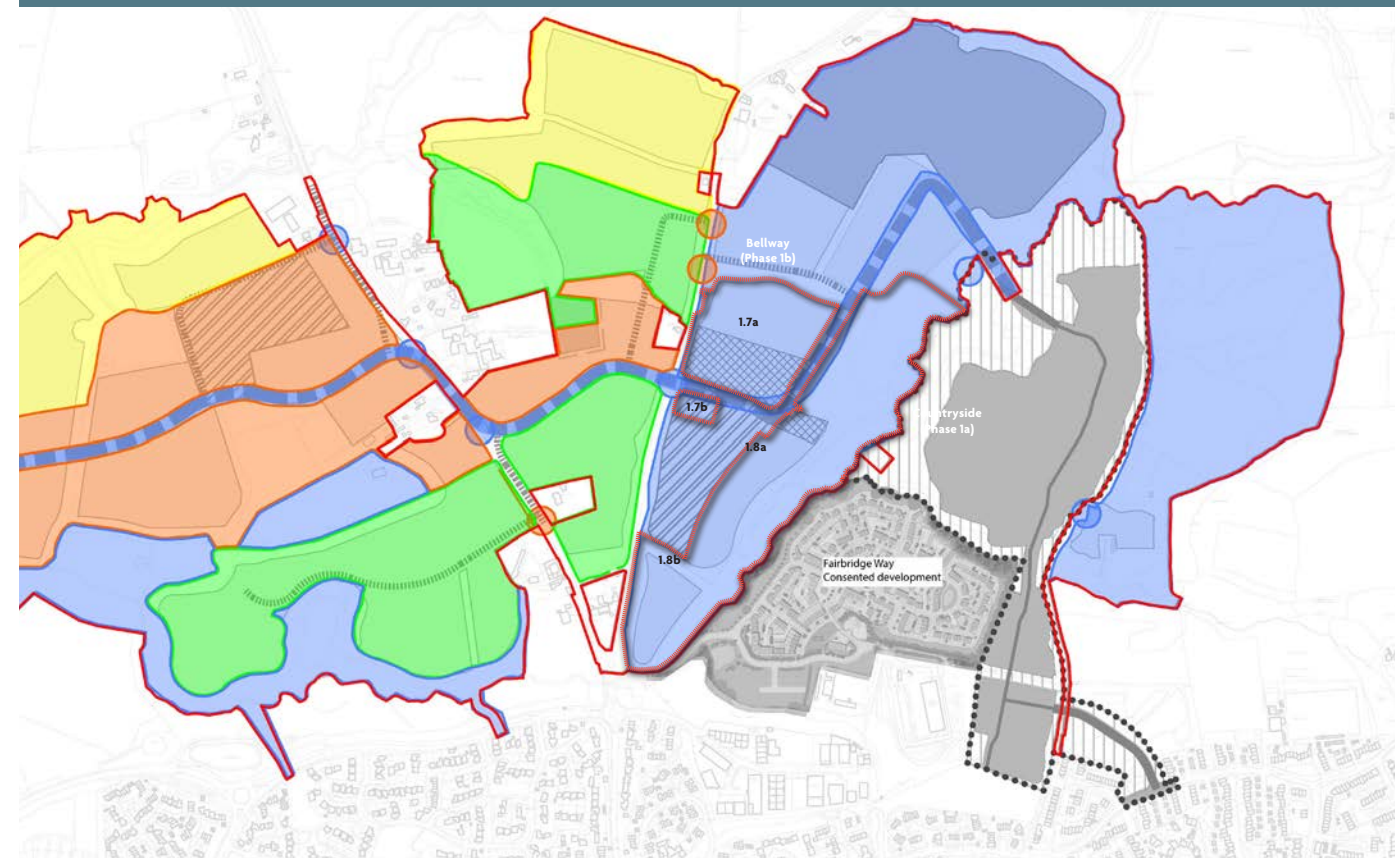 Bellway
(Phase 1b)
1.7a
1.7b
1.8a
1.8b
Fairbridge Way
Consented development